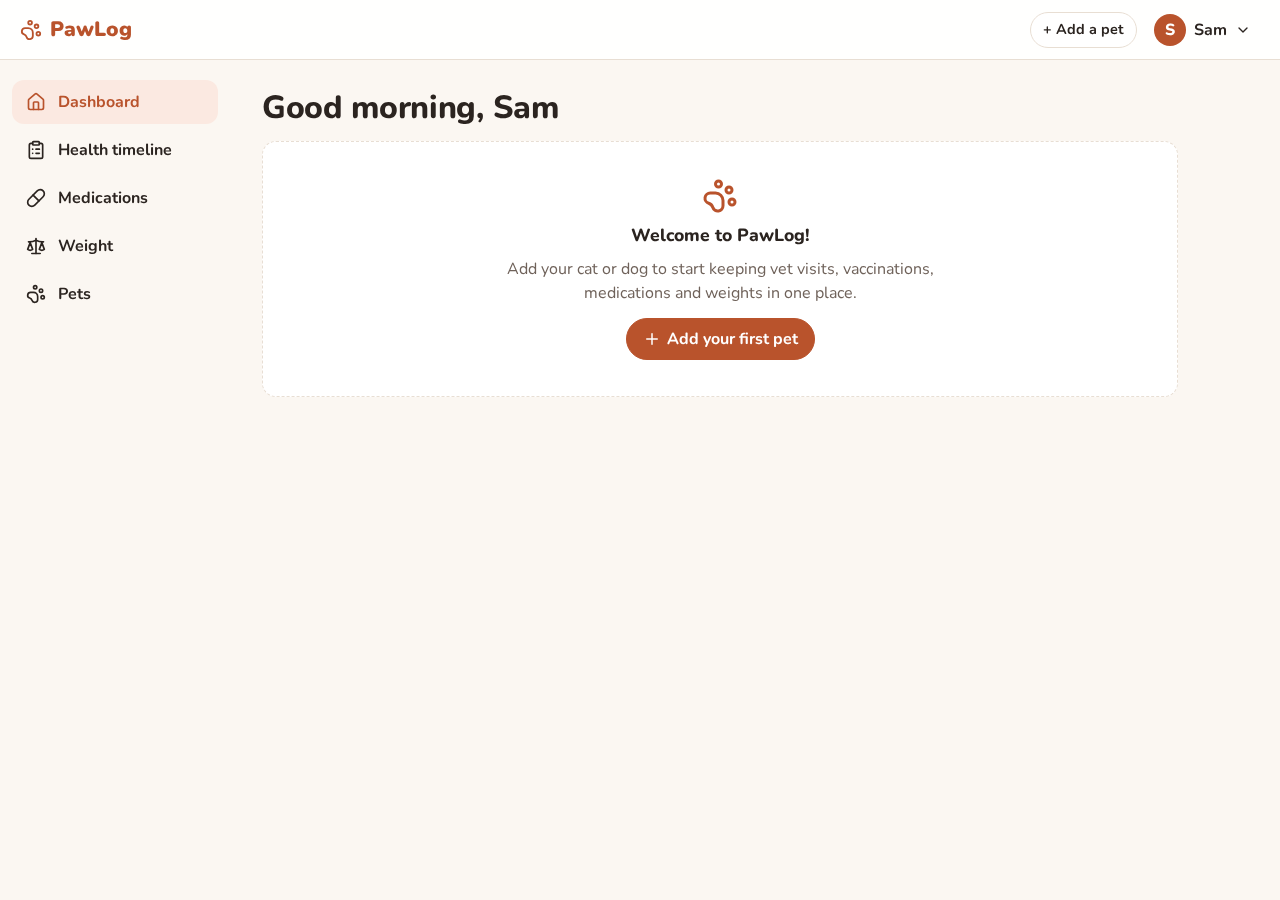 PawLog
+ Add a pet
S
Sam
Dashboard
Health timeline
Medications
Weight
Pets
Good morning, Sam
Welcome to PawLog!
Add your cat or dog to start keeping vet visits, vaccinations,
medications and weights in one place.
Add your first pet